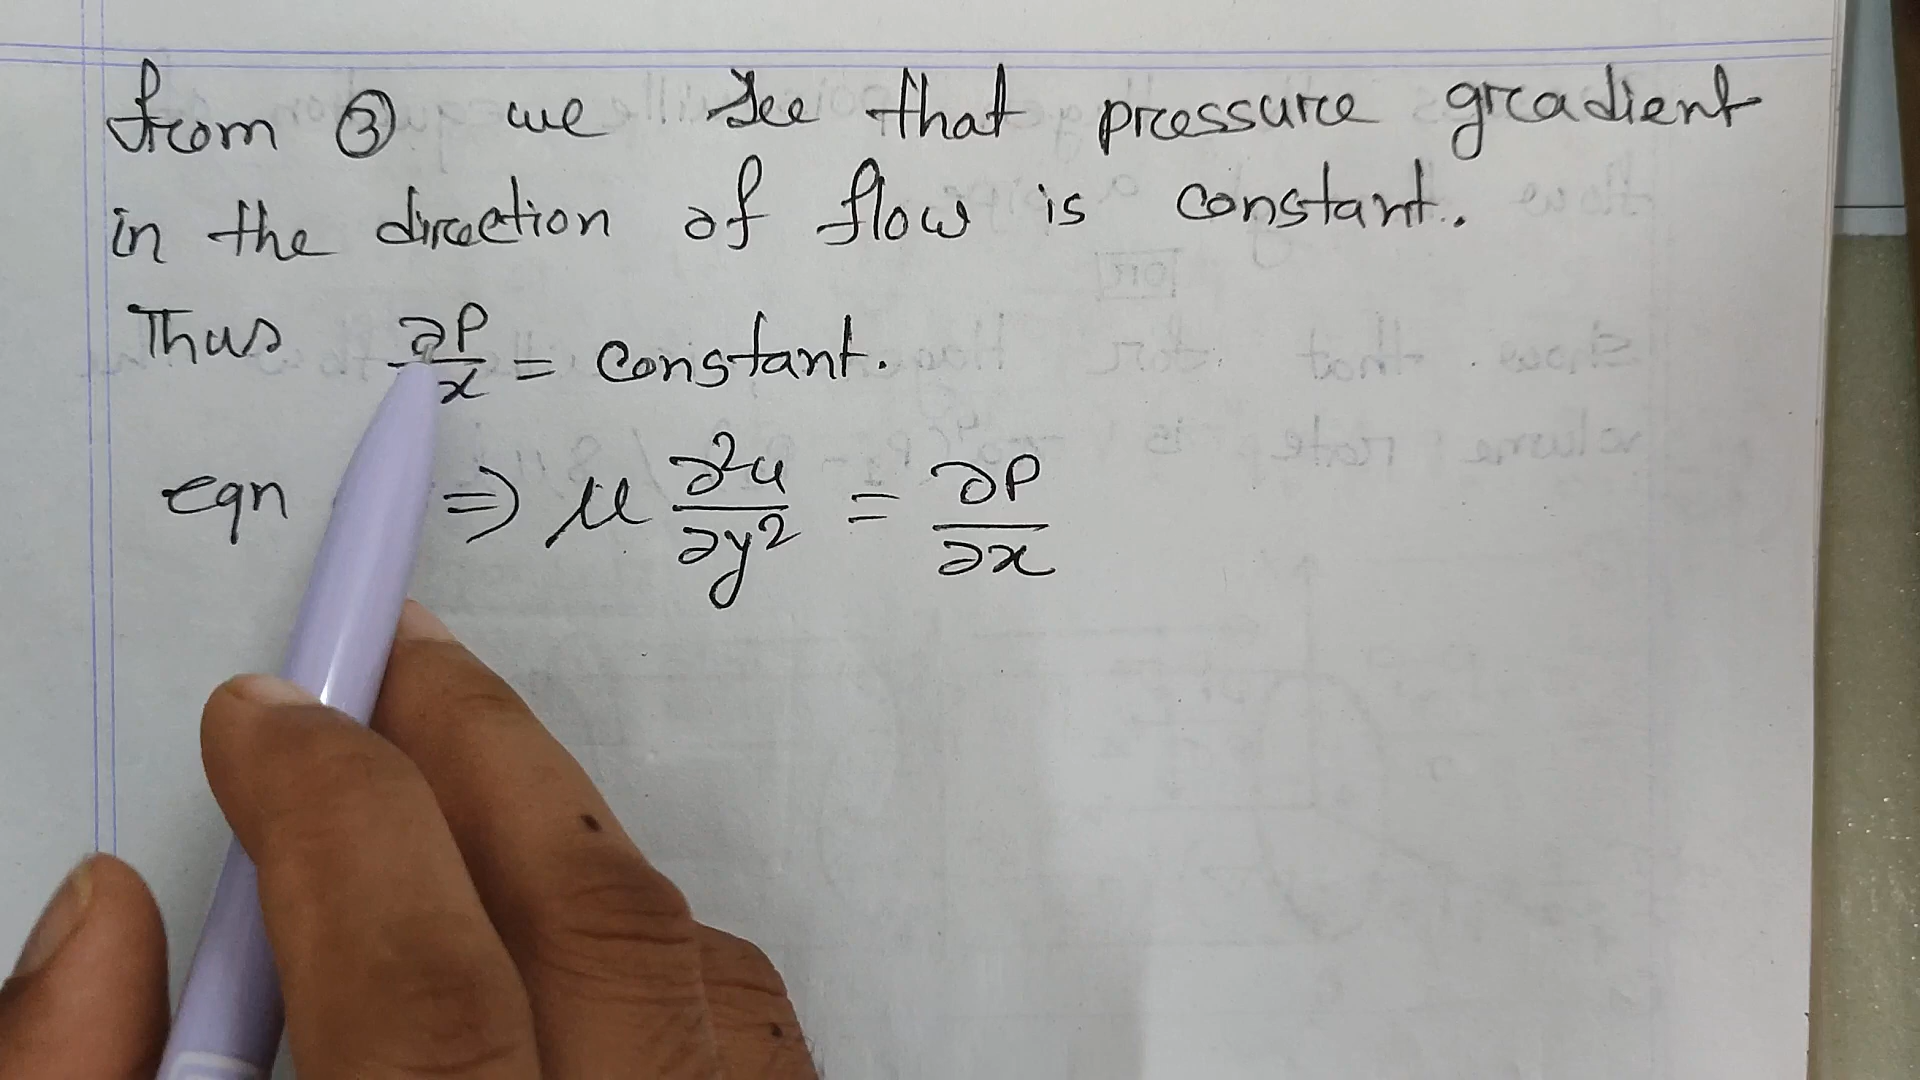 from ③ we see that pressure gradient
in the direction of flow is constant.
Thus ∂P/x = constant.
eqn ⇒ μ ∂²u/∂y² = ∂P/∂x